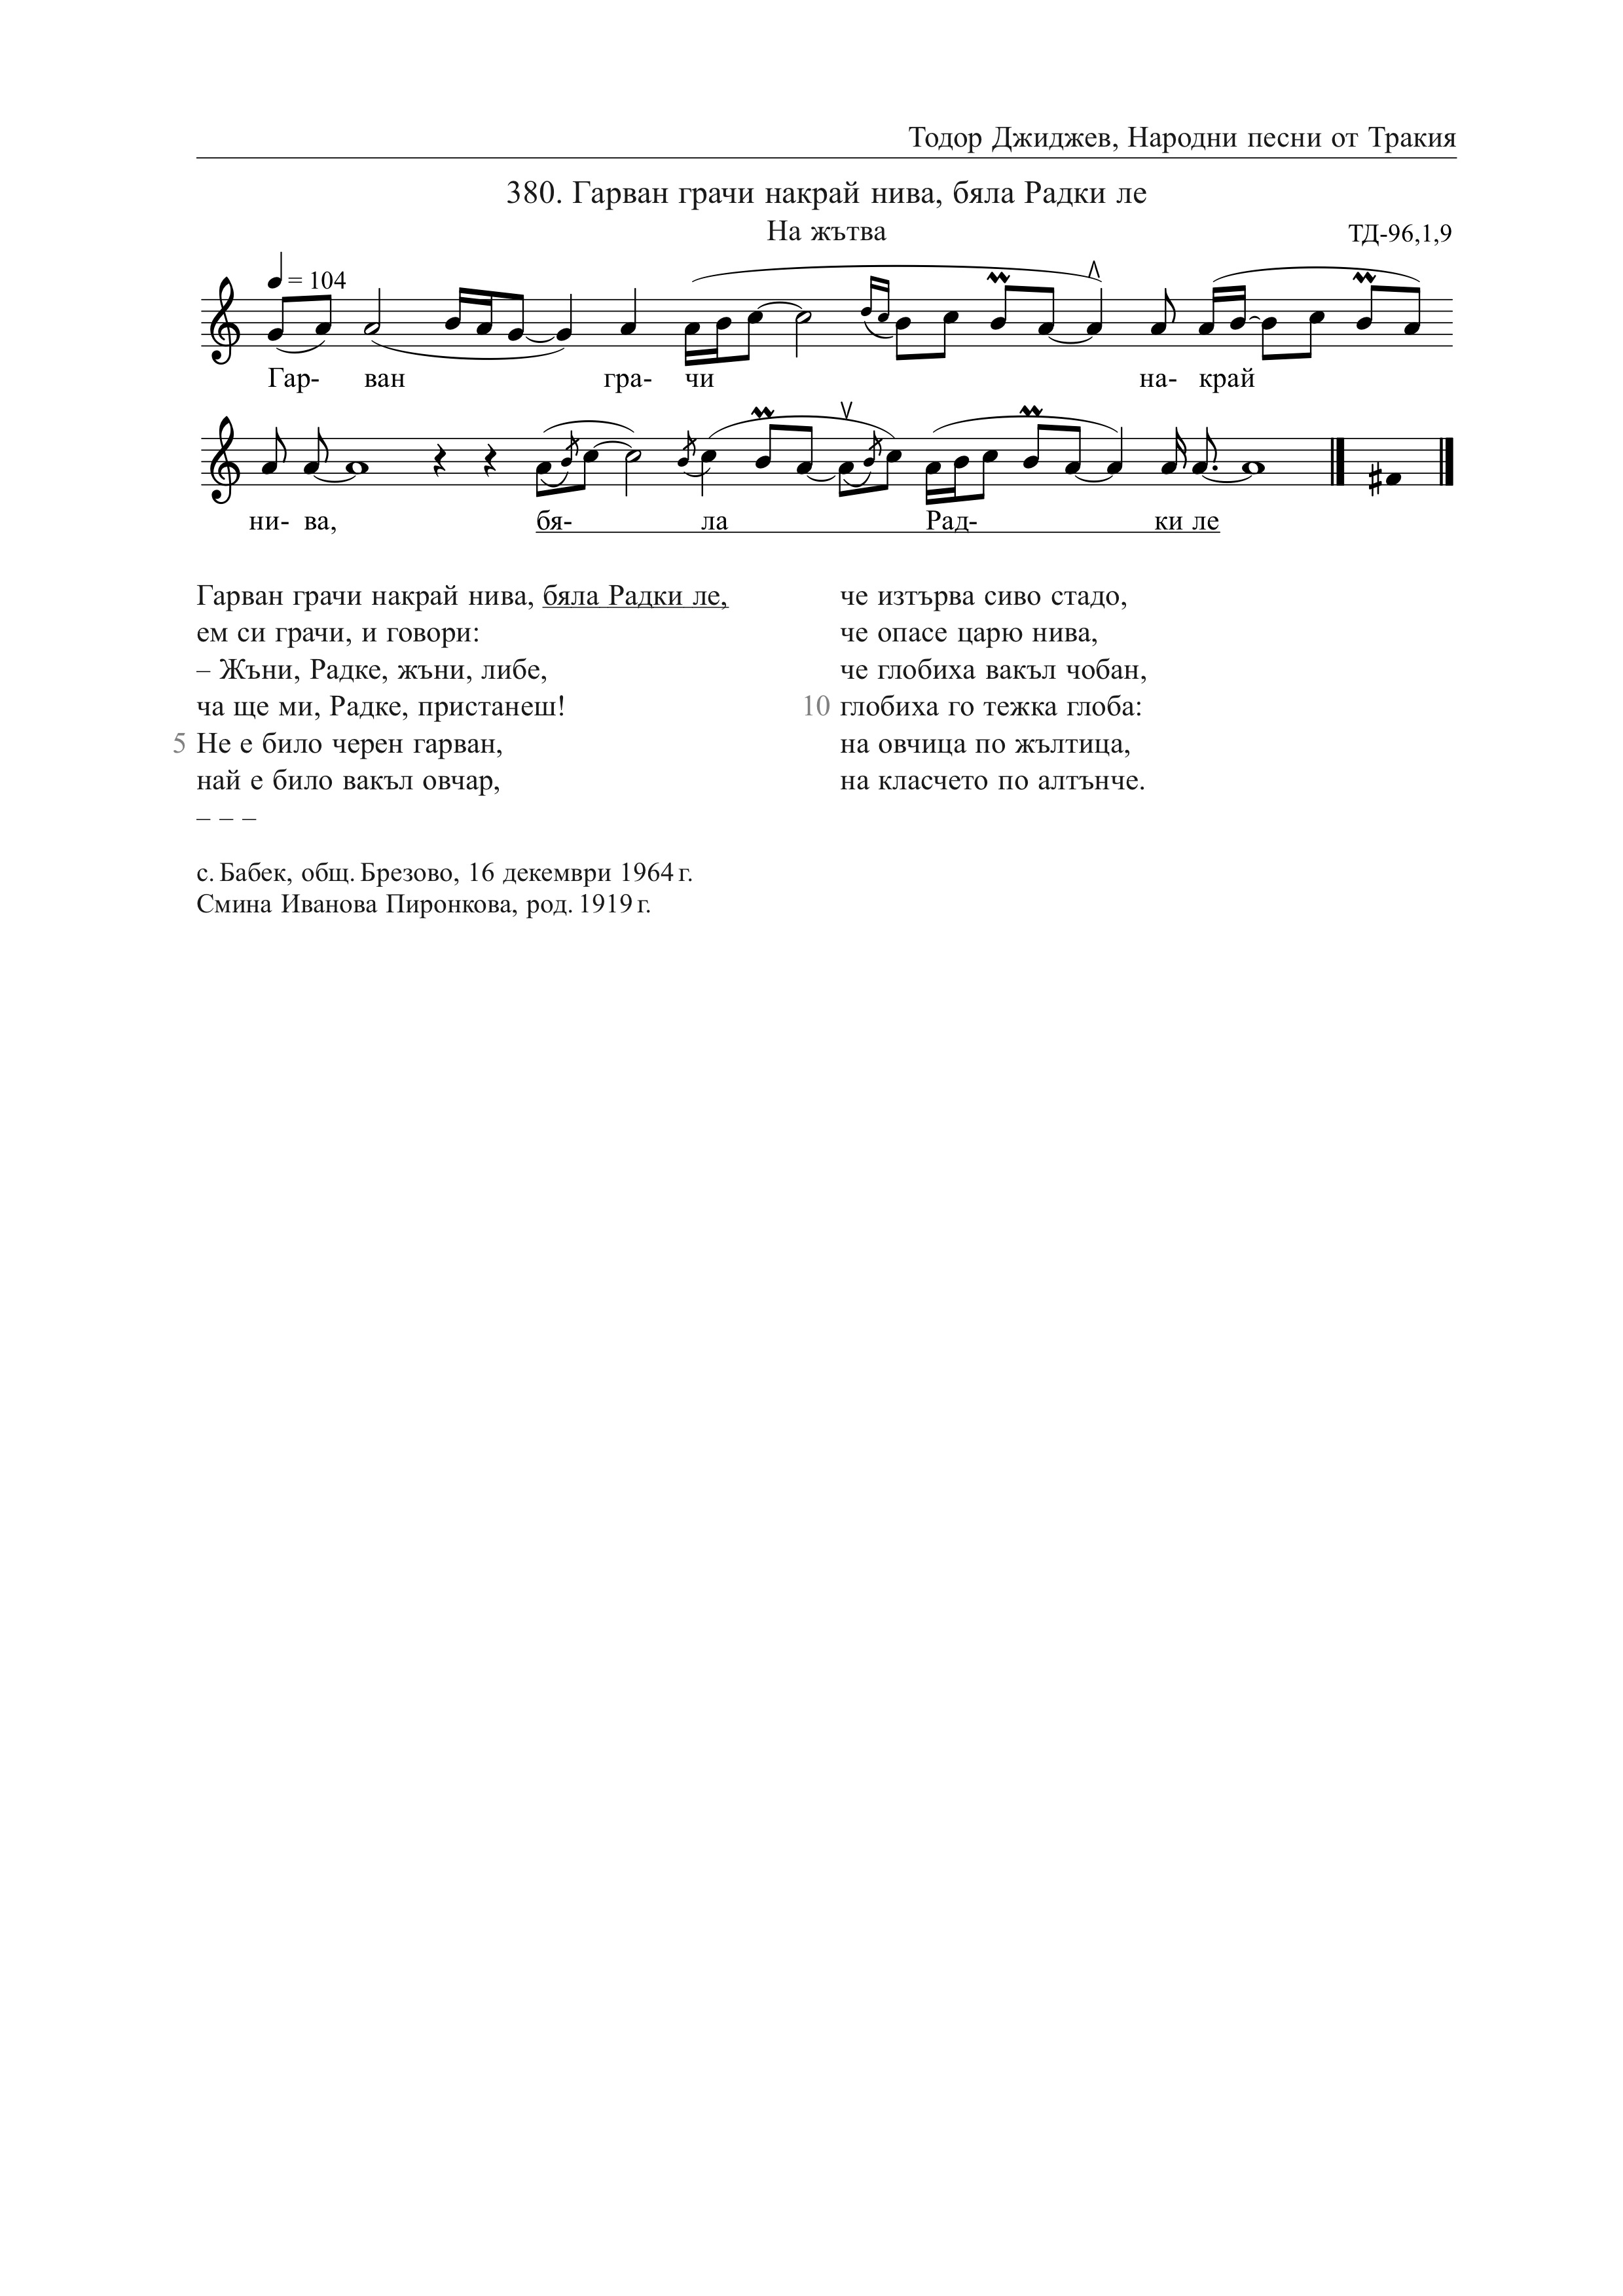 Тодор Джиджев, Народни песни от Тракия
380. Гарван грачи накрай нива, бяла Радки ле
На жътва
ТД-96,1,9
= 104
Гар- ван гра- чи на- край
ни- ва, бя- ла Рад- ки ле
Гарван грачи накрай нива, бяла Радки ле,
ем си грачи, и говори:
– Жъни, Радке, жъни, либе,
ча ще ми, Радке, пристанеш!
5 Не е било черен гарван,
най е било вакъл овчар,
– – –
че изтърва сиво стадо,
че опасе царю нива,
че глобиха вакъл чобан,
10 глобиха го тежка глоба:
на овчица по жълтица,
на класчето по алтънче.
с. Бабек, общ. Брезово, 16 декември 1964 г.
Смина Иванова Пиронкова, род. 1919 г.